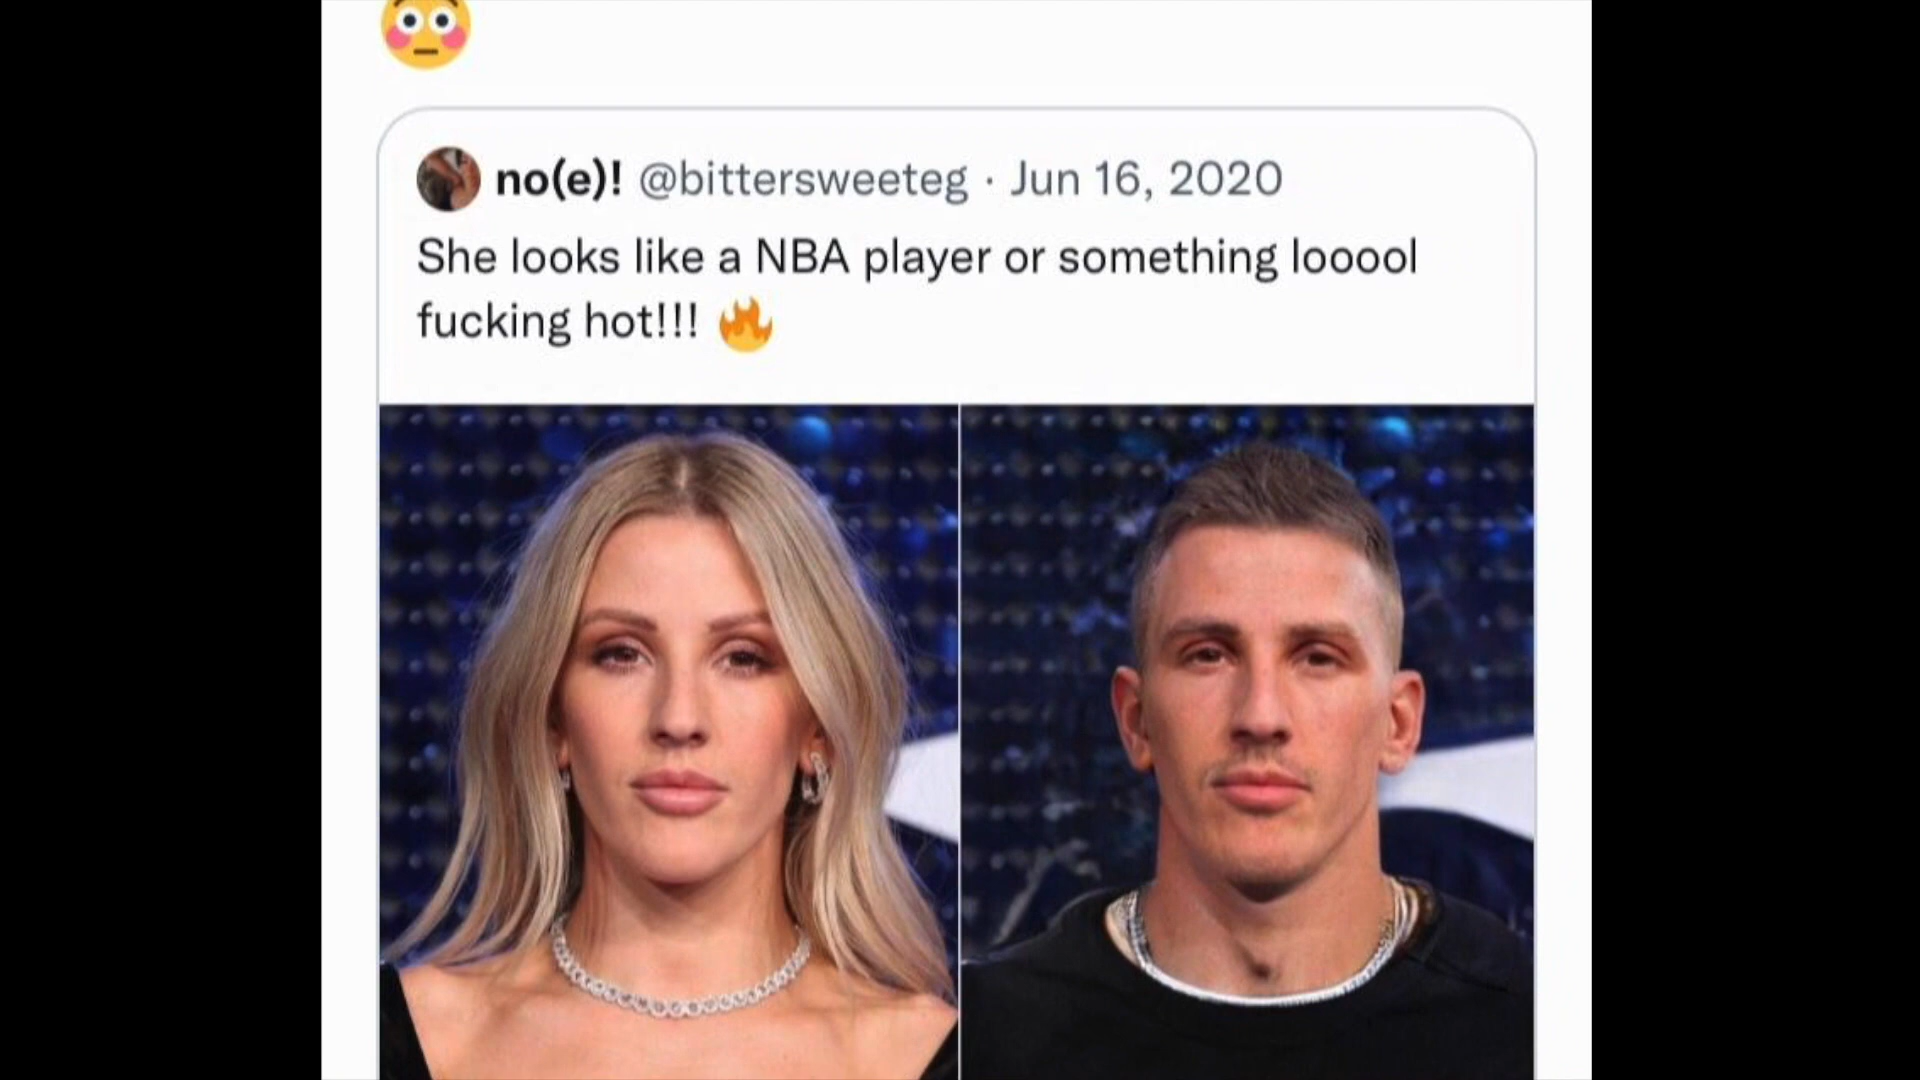 no(e)! @bittersweeteg · Jun 16, 2020
She looks like a NBA player or something looool
fucking hot!!! 🔥